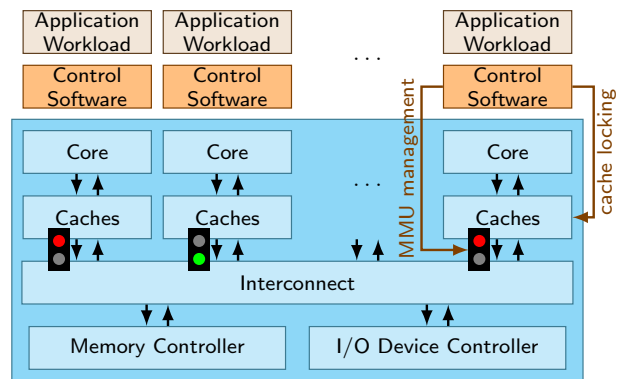 Application
Workload
Application
Workload
. . .
Application
Workload
Control
Software
Control
Software
Control
Software
MMU management
cache locking
Core
Core
. . .
Core
Caches
Caches
Caches
Interconnect
Memory Controller
I/O Device Controller